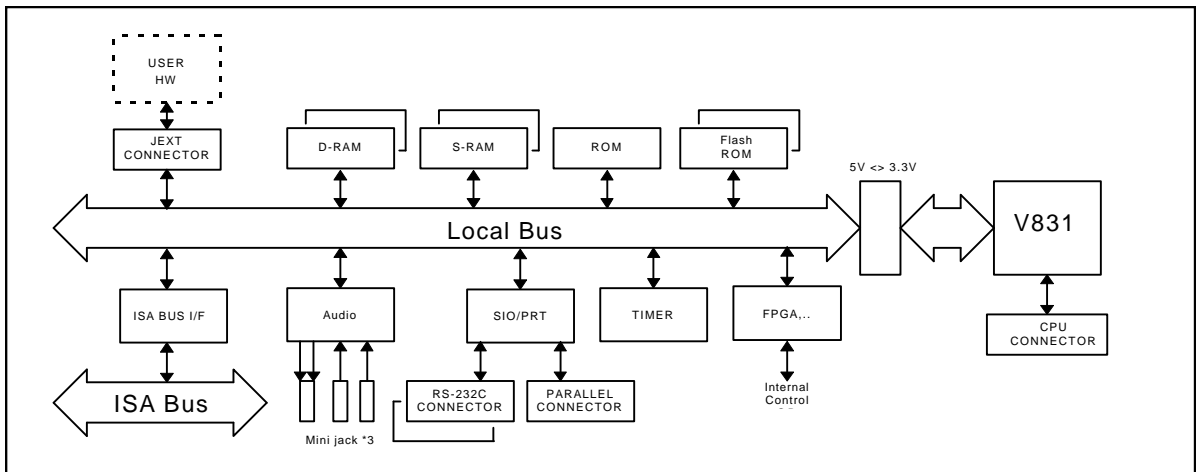 USER
HW
JEXT
CONNECTOR
D-RAM
S-RAM
ROM
Flash
ROM
5V <> 3.3V
Local Bus
V831
ISA BUS I/F
Audio
SIO/PRT
TIMER
FPGA,..
CPU
CONNECTOR
ISA Bus
Mini jack *3
RS-232C
CONNECTOR
PARALLEL
CONNECTOR
Internal
Control